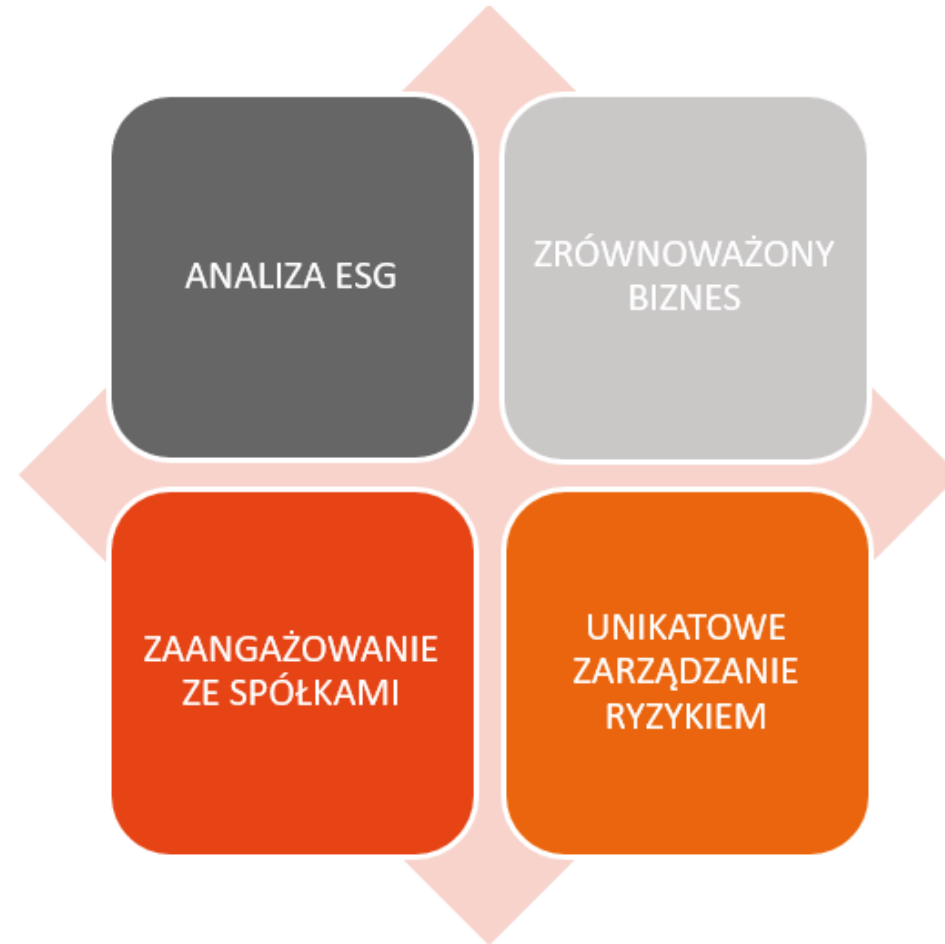 ANALIZA ESG
ZRÓWNOWAŻONY
BIZNES
ZAANGAŻOWANIE
ZE SPÓŁKAMI
UNIKATOWE
ZARZĄDZANIE
RYZYKIEM